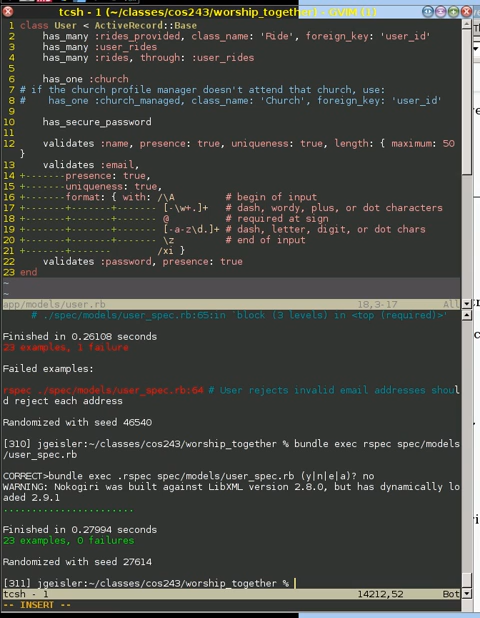 tcsh - 1 (~/classes/cos243/worship_together) - GVIM (1)
1 class User < ActiveRecord::Base
2     has_many :rides_provided, class_name: 'Ride', foreign_key: 'user_id'
3     has_many :user_rides
4     has_many :rides, through: :user_rides
5
6     has_one :church
7 # if the church profile manager doesn't attend that church, use:
8 #    has_one :church_managed, class_name: 'Church', foreign_key: 'user_id'
9
10     has_secure_password
11
12     validates :name, presence: true, uniqueness: true, length: { maximum: 50
}
13     validates :email,
14 +-------presence: true,
15 +-------uniqueness: true,
16 +-------format: { with: /\A         # begin of input
17 +-------+-------+------- [-\w+.]+   # dash, wordy, plus, or dot characters
18 +-------+-------+------- @          # required at sign
19 +-------+-------+------- [-a-z\d.]+ # dash, letter, digit, or dot chars
20 +-------+-------+------- \z         # end of input
21 +-------+-------        /xi }
22     validates :password, presence: true
23 end
~
~
app/models/user.rb 18,3-17 All
# ./spec/models/user_spec.rb:65:in `block (3 levels) in <top (required)>'
Finished in 0.26108 seconds
23 examples, 1 failure
Failed examples:
rspec ./spec/models/user_spec.rb:64 # User rejects invalid email addresses shoul
d reject each address
Randomized with seed 46540
[310] jgeisler:~/classes/cos243/worship_together % bundle exec rspec spec/models
/user_spec.rb
CORRECT>bundle exec .rspec spec/models/user_spec.rb (y|n|e|a)? no
WARNING: Nokogiri was built against LibXML version 2.8.0, but has dynamically lo
aded 2.9.1
.......................
Finished in 0.27994 seconds
23 examples, 0 failures
Randomized with seed 27614
[311] jgeisler:~/classes/cos243/worship_together %
tcsh - 1 14212,52 Bot
-- INSERT --